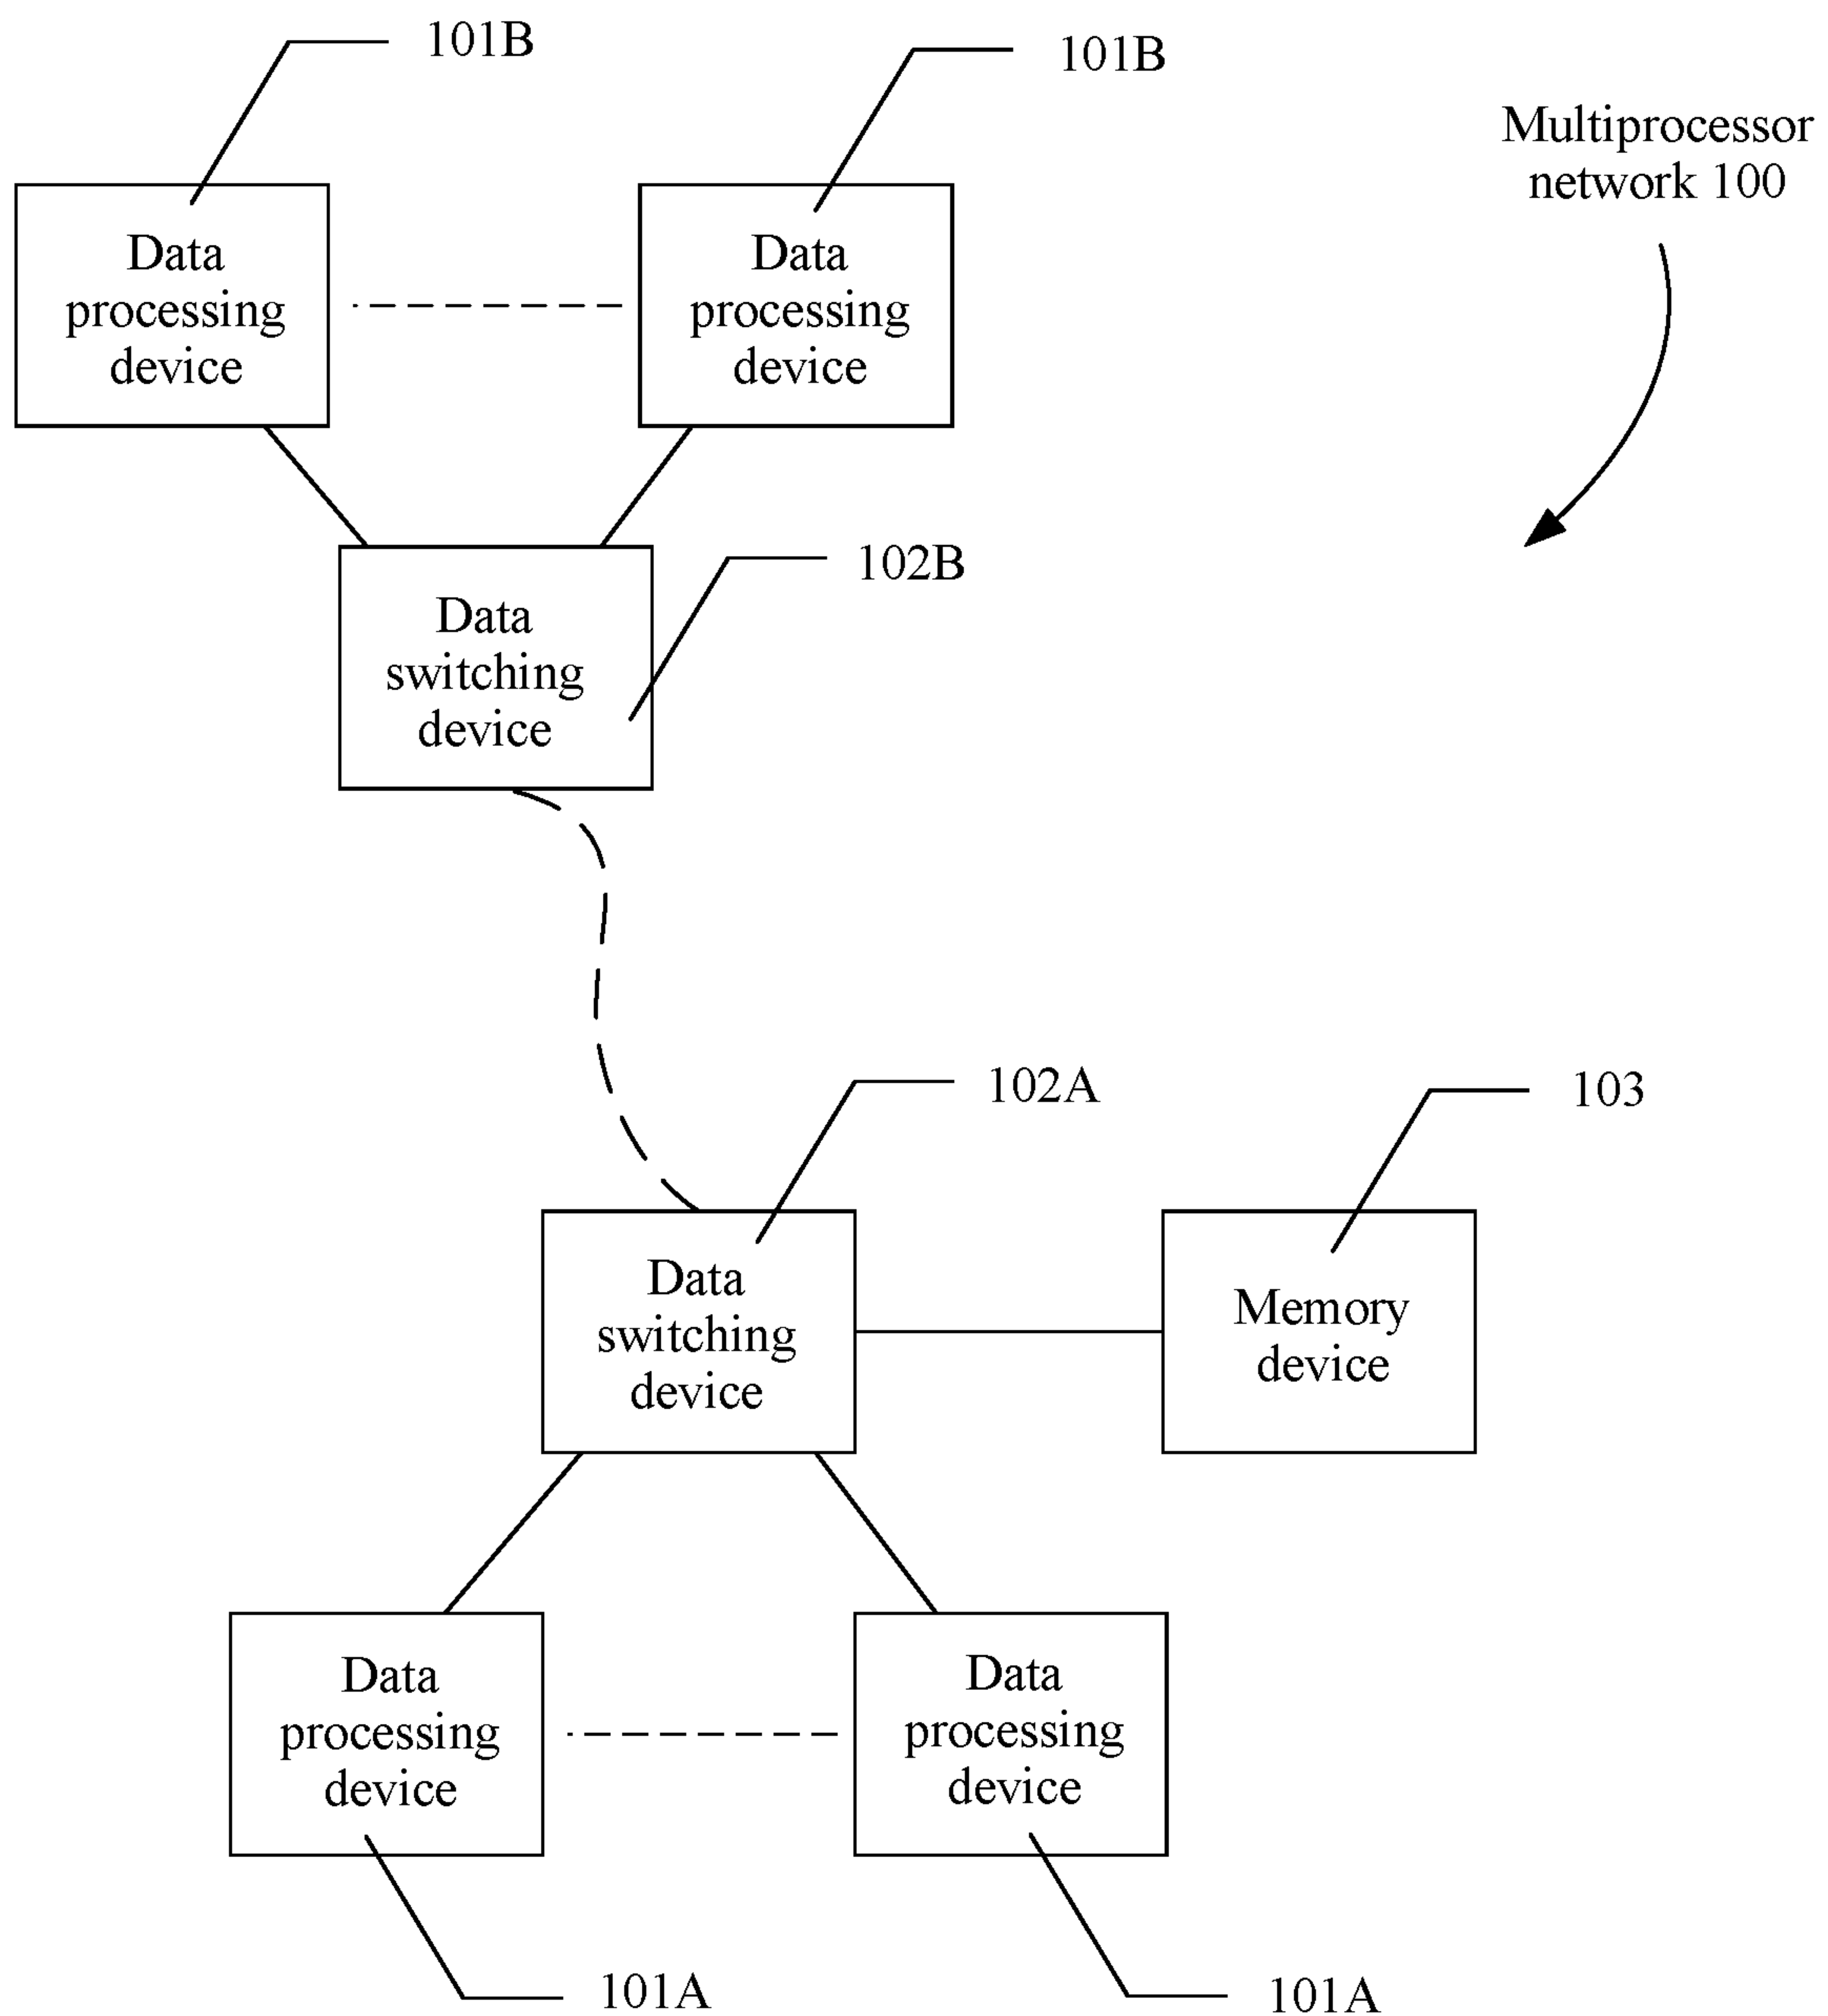 101B
101B
Multiprocessor
network 100
Data
processing
device
Data
processing
device
102B
Data
switching
device
102A
103
Data
switching
device
Memory
device
Data
processing
device
Data
processing
device
101A
101A